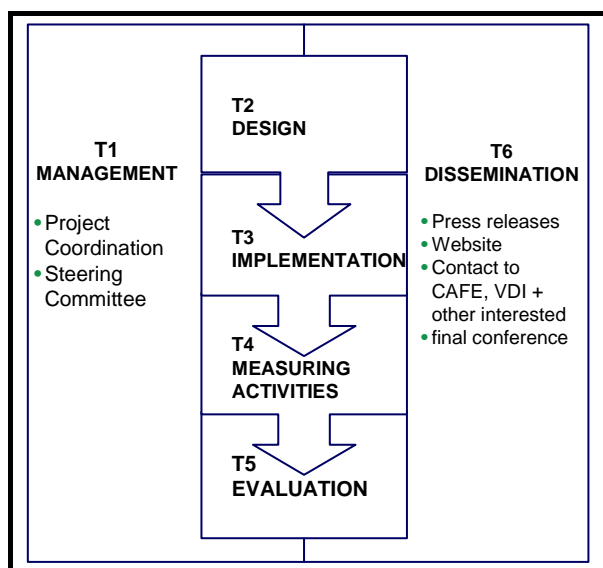 T1
MANAGEMENT
• Project
Coordination
• Steering
Committee
T2
DESIGN
T3
IMPLEMENTATION
T4
MEASURING
ACTIVITIES
T5
EVALUATION
T6
DISSEMINATION
• Press releases
• Website
• Contact to
CAFE, VDI +
other interested
• final conference